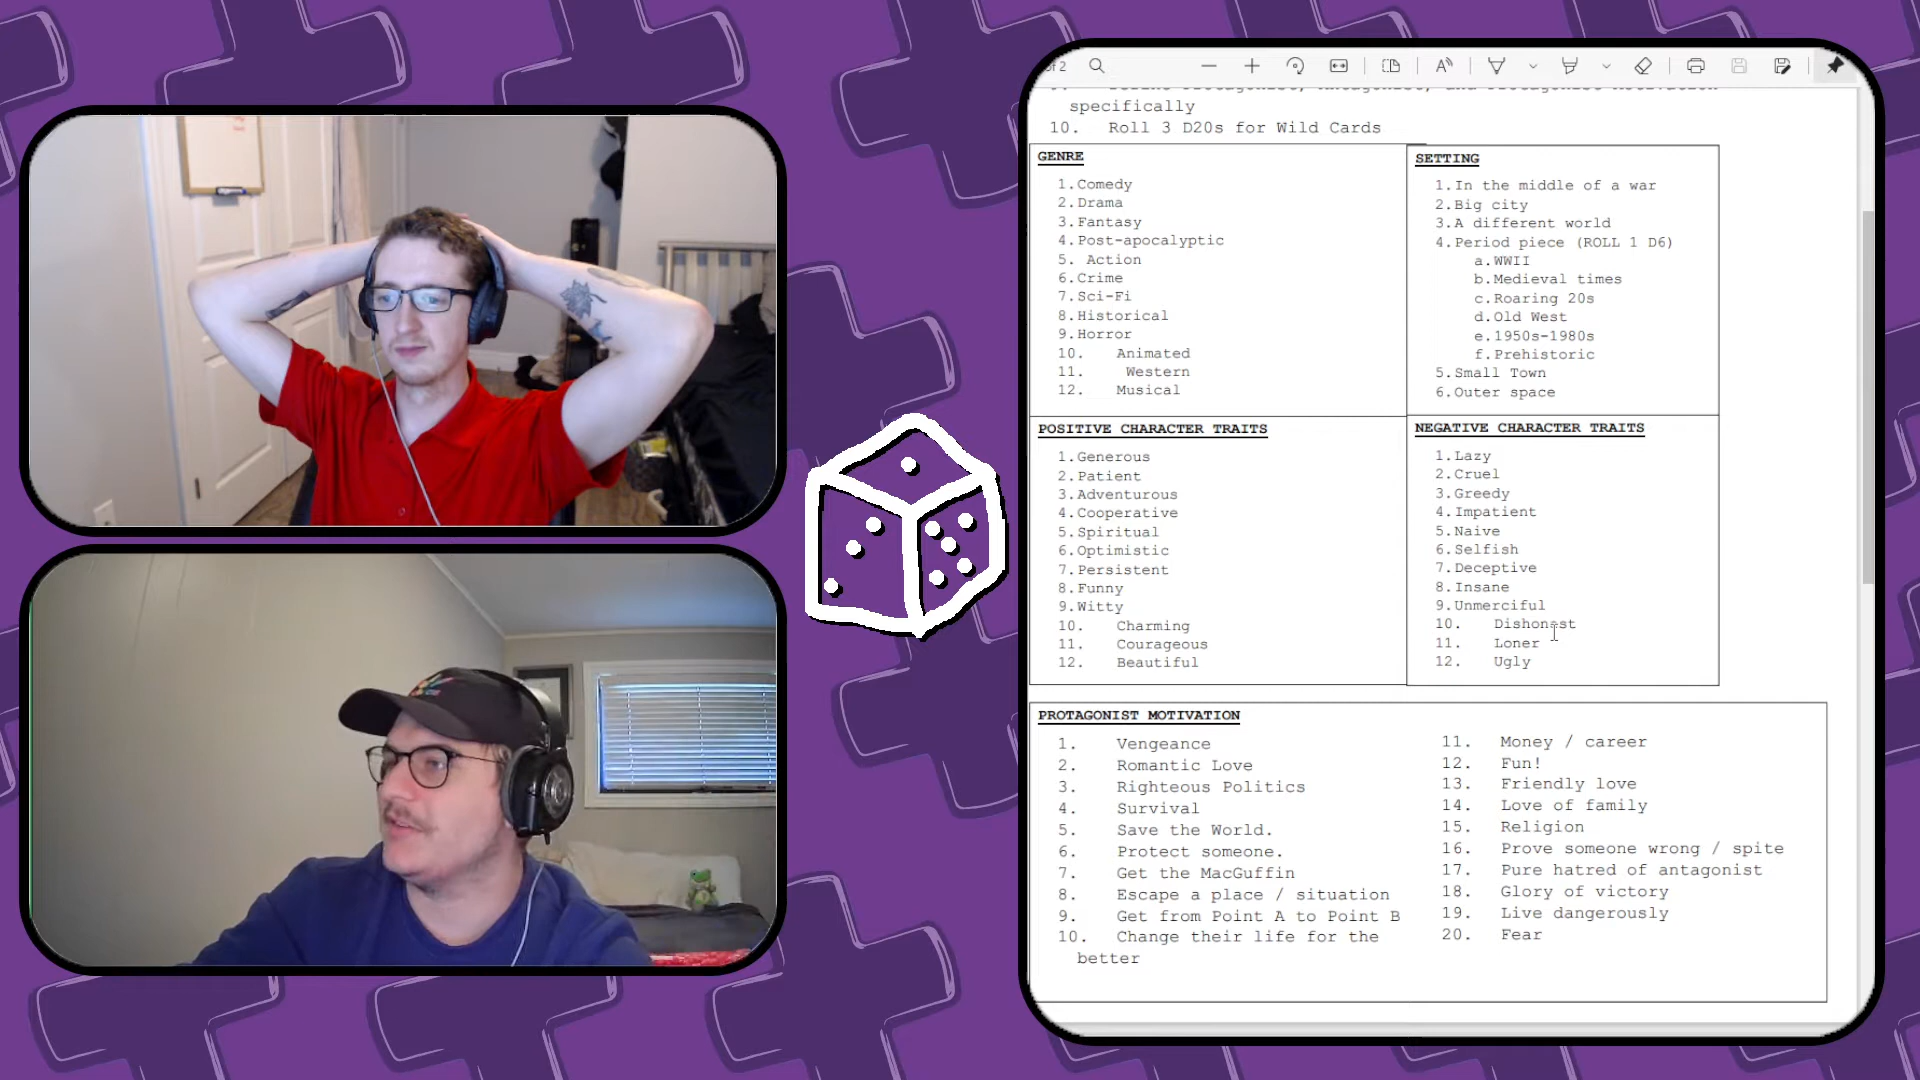 of 2
specifically
10. Roll 3 D20s for Wild Cards
GENRE
1.Comedy
2.Drama
3.Fantasy
4.Post-apocalyptic
5. Action
6.Crime
7.Sci-Fi
8.Historical
9.Horror
10. Animated
11. Western
12. Musical
SETTING
1.In the middle of a war
2.Big city
3.A different world
4.Period piece (ROLL 1 D6)
a.WWII
b.Medieval times
c.Roaring 20s
d.Old West
e.1950s-1980s
f.Prehistoric
5.Small Town
6.Outer space
POSITIVE CHARACTER TRAITS
1.Generous
2.Patient
3.Adventurous
4.Cooperative
5.Spiritual
6.Optimistic
7.Persistent
8.Funny
9.Witty
10. Charming
11. Courageous
12. Beautiful
NEGATIVE CHARACTER TRAITS
1.Lazy
2.Cruel
3.Greedy
4.Impatient
5.Naive
6.Selfish
7.Deceptive
8.Insane
9.Unmerciful
10. Dishonest
11. Loner
12. Ugly
PROTAGONIST MOTIVATION
1. Vengeance
2. Romantic Love
3. Righteous Politics
4. Survival
5. Save the World.
6. Protect someone.
7. Get the MacGuffin
8. Escape a place / situation
9. Get from Point A to Point B
10. Change their life for the
better
11. Money / career
12. Fun!
13. Friendly love
14. Love of family
15. Religion
16. Prove someone wrong / spite
17. Pure hatred of antagonist
18. Glory of victory
19. Live dangerously
20. Fear